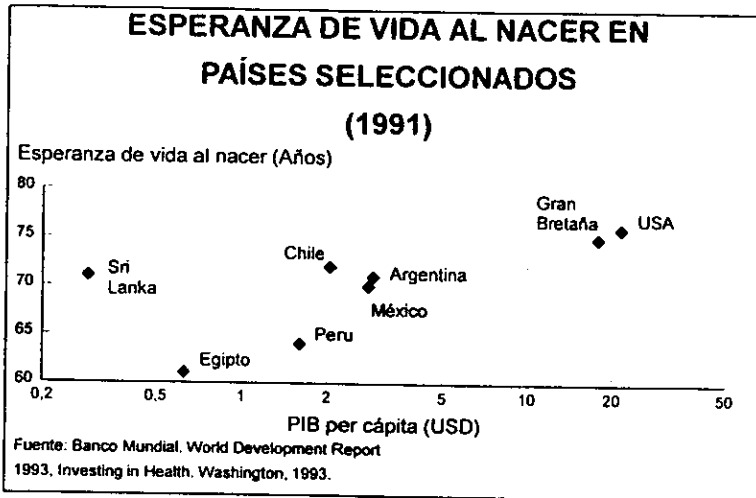 ESPERANZA DE VIDA AL NACER EN
PAÍSES SELECCIONADOS
(1991)
Esperanza de vida al nacer (Años)
80
75
70
65
60
Gran
Bretaña
USA
Chile
Argentina
México
Sri
Lanka
Peru
Egipto
0,2 0,5 1 2 5 10 20 50
PIB per cápita (USD)
Fuente: Banco Mundial, World Development Report
1993, Investing in Health. Washington, 1993.